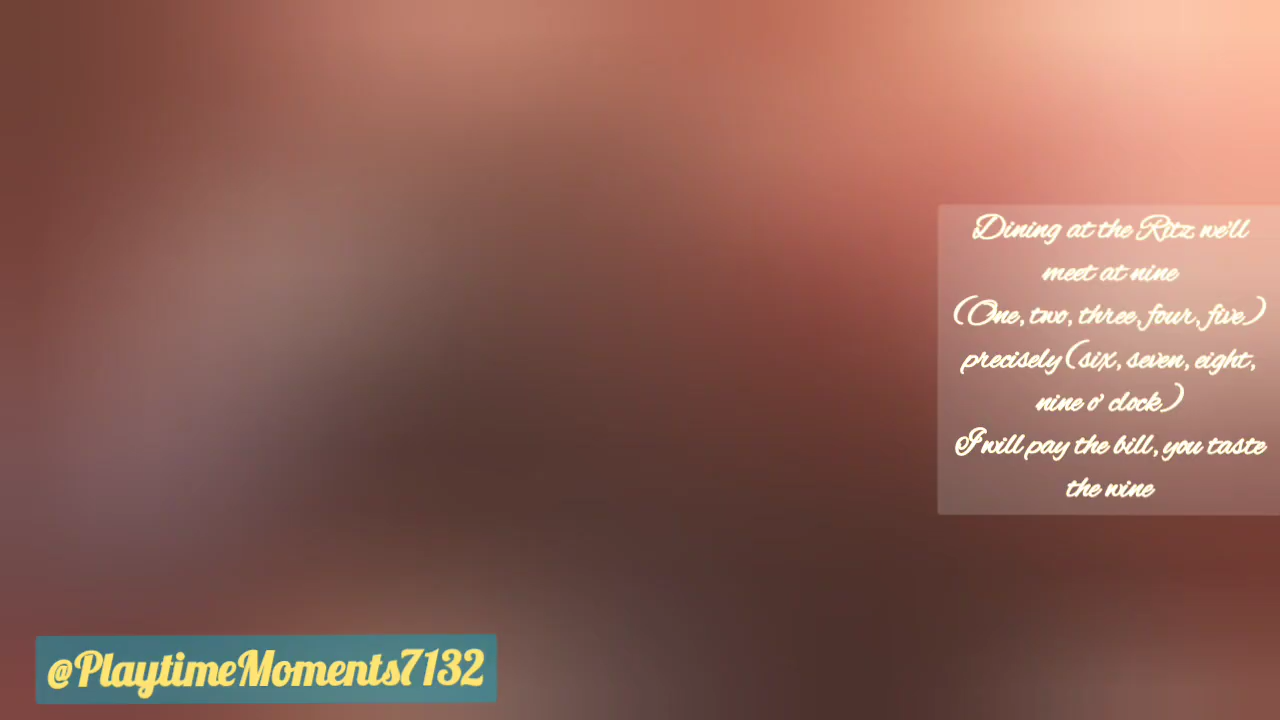 Dining at the Ritz we'll
meet at nine
(One, two, three, four, five)
precisely (six, seven, eight,
nine o' clock)
I will pay the bill, you taste
the wine
@PlaytimeMoments7132